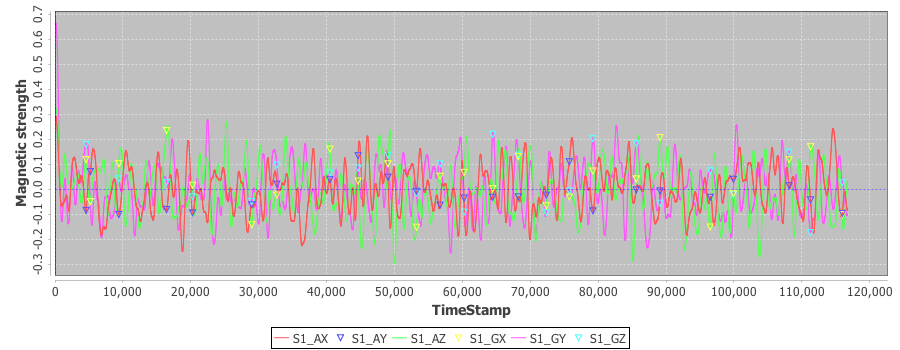 0.7
0.6
0.5
0.4
0.3
0.2
0.1
0.0
-0.1
-0.2
-0.3
Magnetic strength
0 10,000 20,000 30,000 40,000 50,000 60,000 70,000 80,000 90,000 100,000 110,000 120,000
TimeStamp
S1_AX S1_AY S1_AZ S1_GX S1_GY S1_GZ